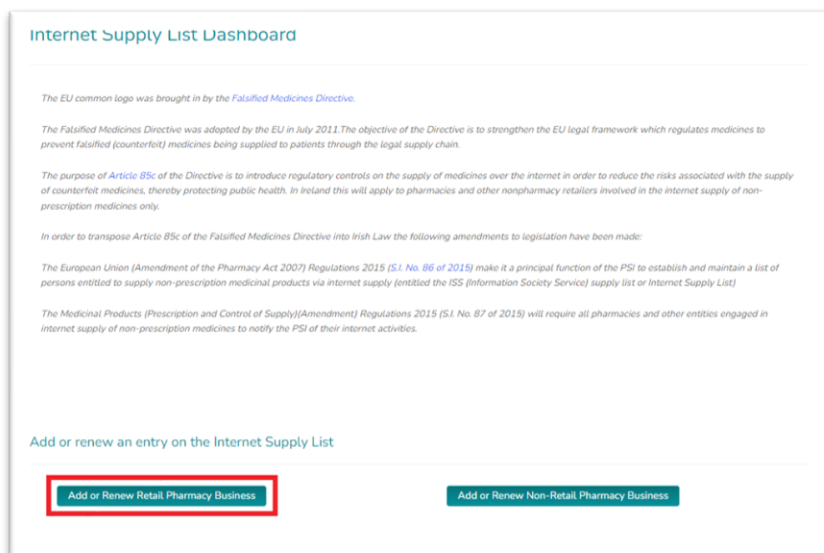 Internet Supply List Dashboard
The EU common logo was brought in by the Falsified Medicines Directive.
The Falsified Medicines Directive was adopted by the EU in July 2011.The objective of the Directive is to strengthen the EU legal framework which regulates medicines to
prevent falsified (counterfeit) medicines being supplied to patients through the legal supply chain.
The purpose of Article 85c of the Directive is to introduce regulatory controls on the supply of medicines over the internet in order to reduce the risks associated with the supply
of counterfeit medicines, thereby protecting public health. In Ireland this will apply to pharmacies and other nonpharmacy retailers involved in the internet supply of non-
prescription medicines only.
In order to transpose Article 85c of the Falsified Medicines Directive into Irish Law the following amendments to legislation have been made:
The European Union (Amendment of the Pharmacy Act 2007) Regulations 2015 (S.I. No. 86 of 2015) make it a principal function of the PSI to establish and maintain a list of
persons entitled to supply non-prescription medicinal products via internet supply (entitled the ISS (Information Society Service) supply list or Internet Supply List)
The Medicinal Products (Prescription and Control of Supply)(Amendment) Regulations 2015 (S.I. No. 87 of 2015) will require all pharmacies and other entities engaged in
internet supply of non-prescription medicines to notify the PSI of their internet activities.
Add or renew an entry on the Internet Supply List
Add or Renew Retail Pharmacy Business
Add or Renew Non-Retail Pharmacy Business